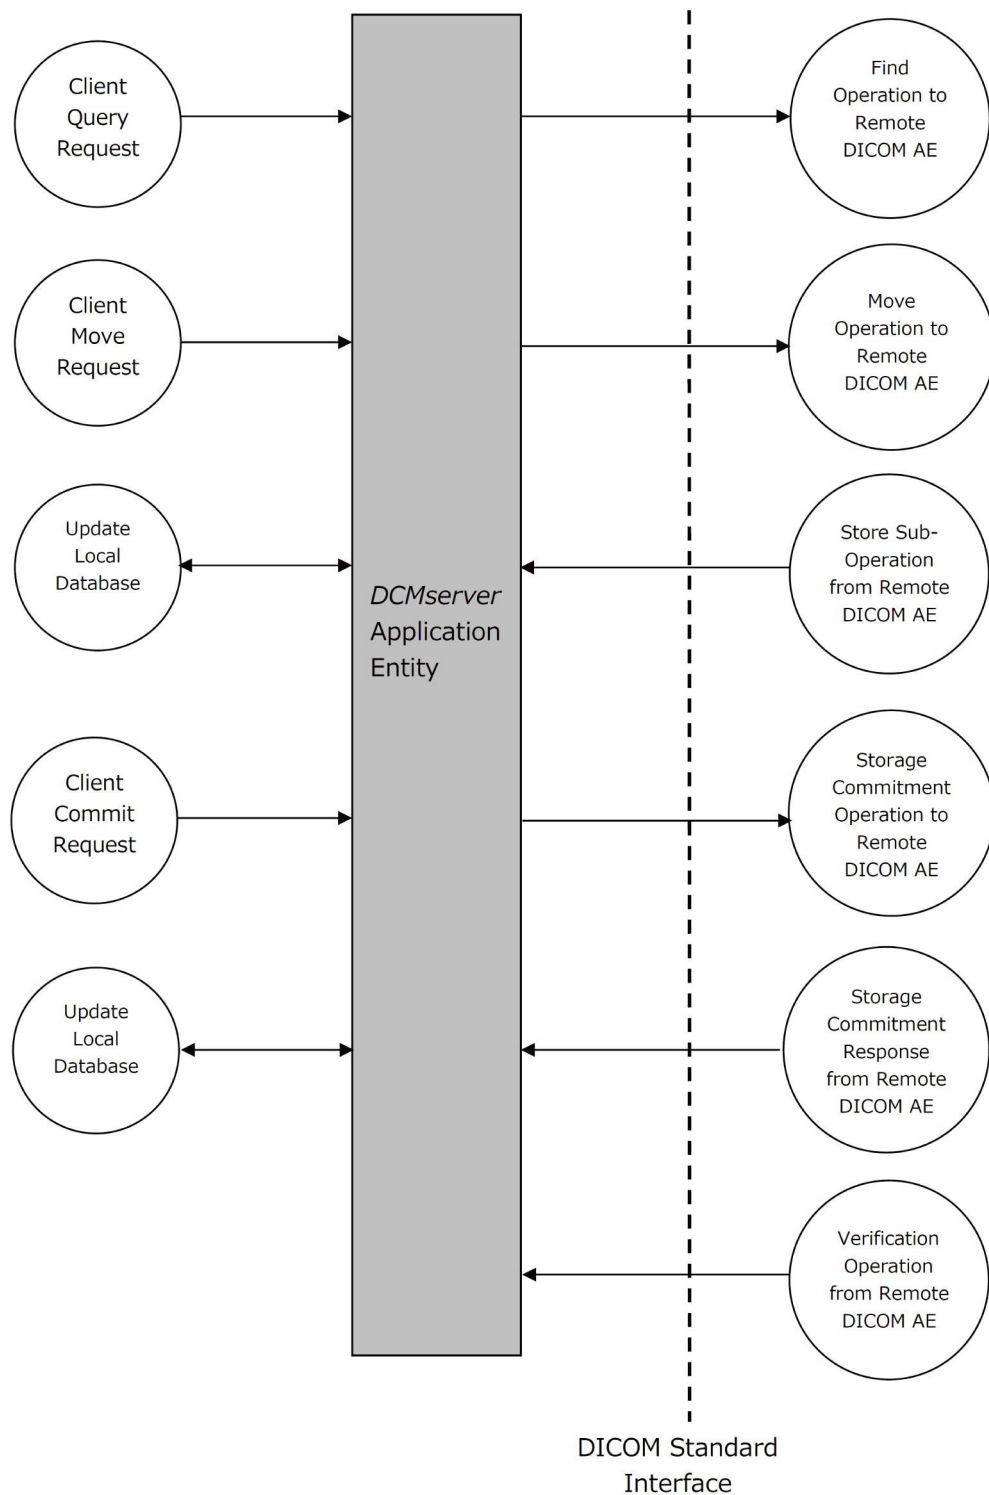 Client
Query
Request
Find
Operation to
Remote
DICOM AE
Client
Move
Request
Move
Operation to
Remote
DICOM AE
Update
Local
Database
DCMserver
Application
Entity
Store Sub-
Operation
from Remote
DICOM AE
Client
Commit
Request
Storage
Commitment
Operation to
Remote
DICOM AE
Update
Local
Database
Storage
Commitment
Response
from Remote
DICOM AE
Verification
Operation
from Remote
DICOM AE
DICOM Standard
Interface